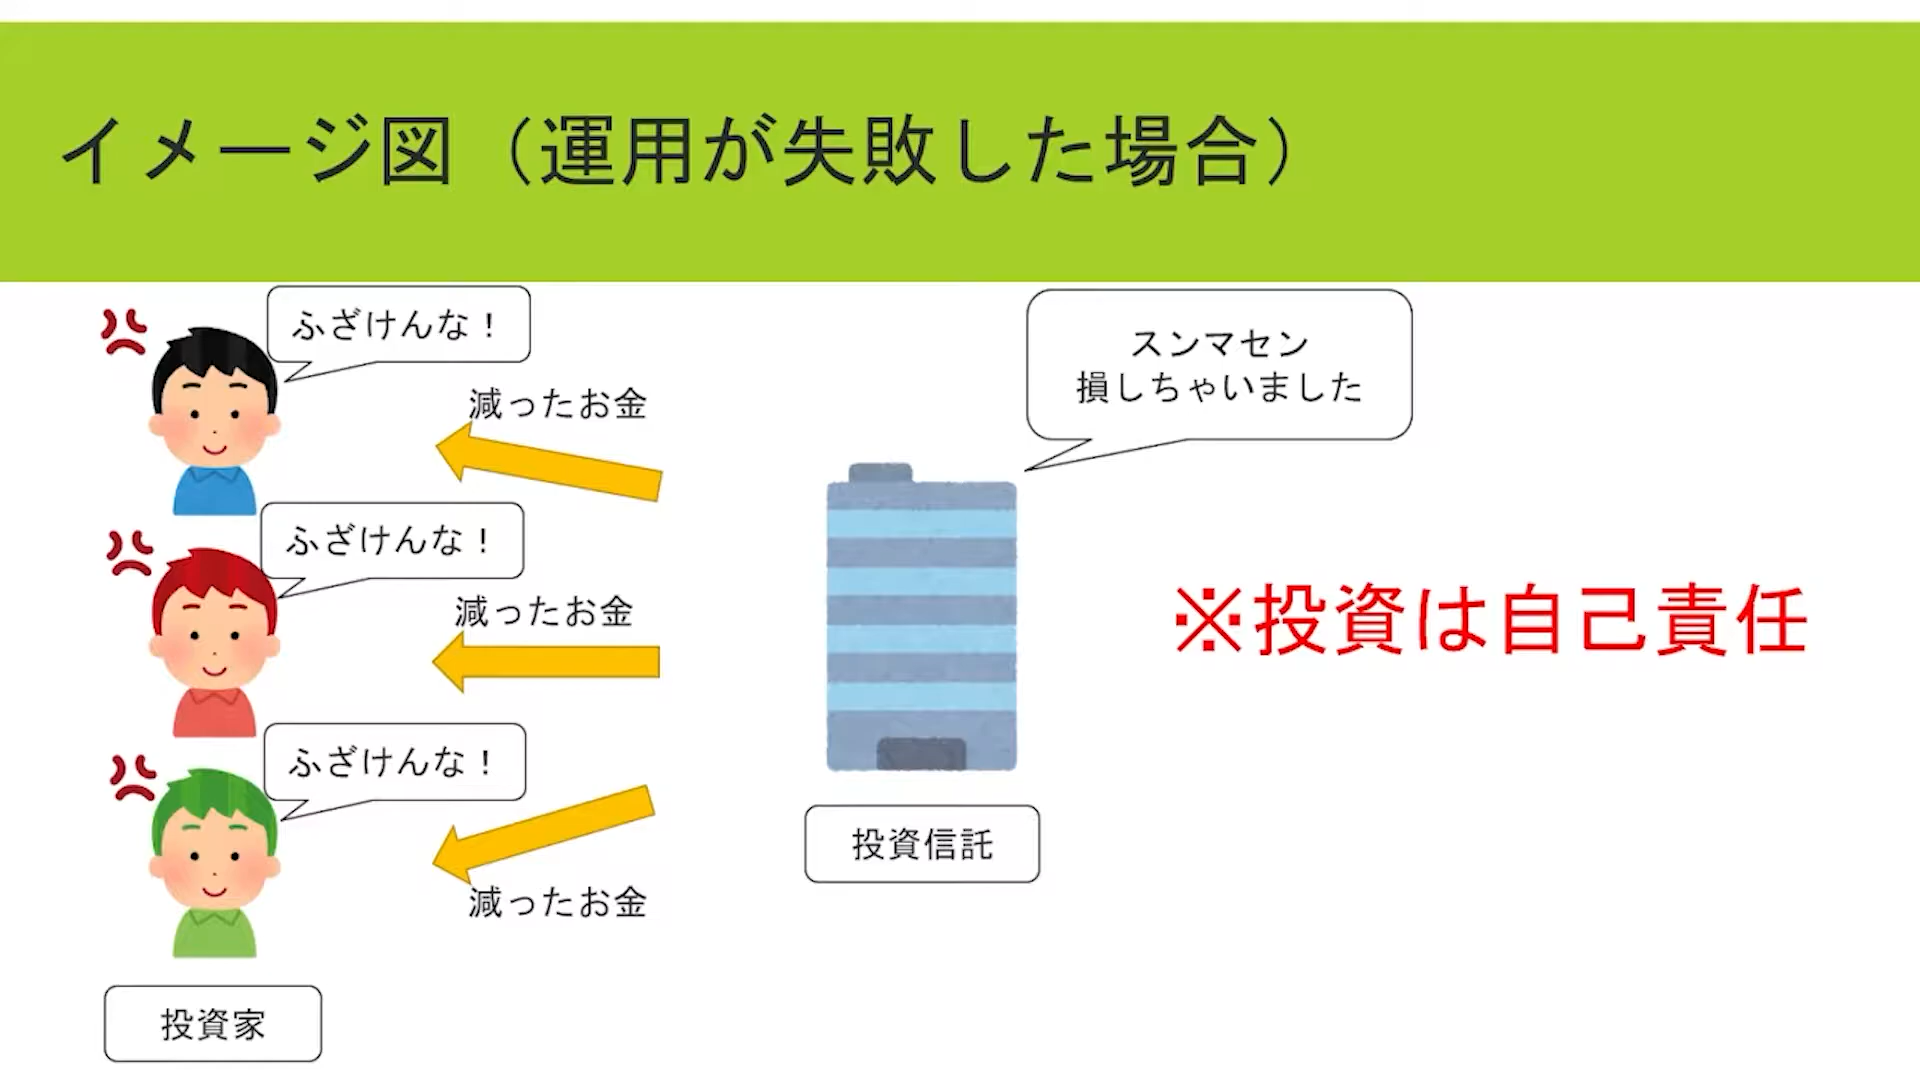 イメージ図（運用が失敗した場合）
ふざけんな！
減ったお金
スンマセン
損しちゃいました
ふざけんな！
減ったお金
※投資は自己責任
ふざけんな！
減ったお金
投資信託
投資家